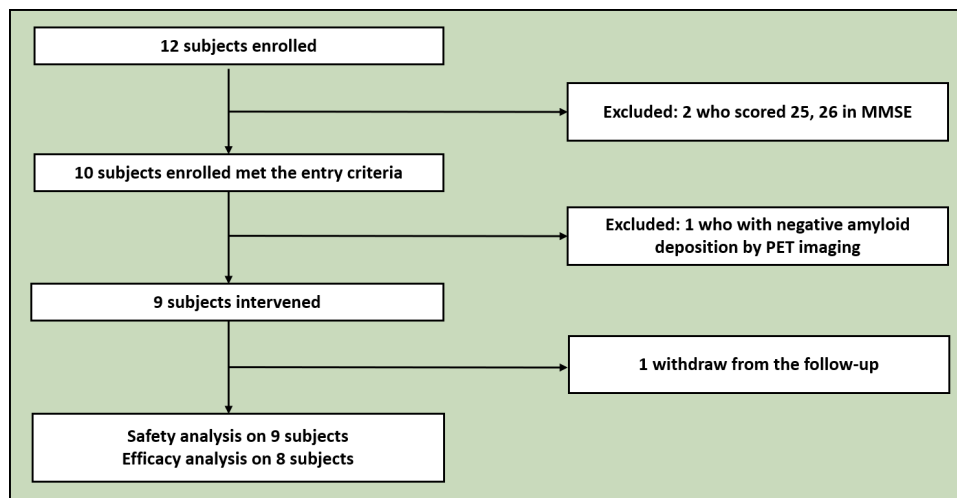 12 subjects enrolled
Excluded: 2 who scored 25, 26 in MMSE
10 subjects enrolled met the entry criteria
Excluded: 1 who with negative amyloid
deposition by PET imaging
9 subjects intervened
1 withdraw from the follow-up
Safety analysis on 9 subjects
Efficacy analysis on 8 subjects